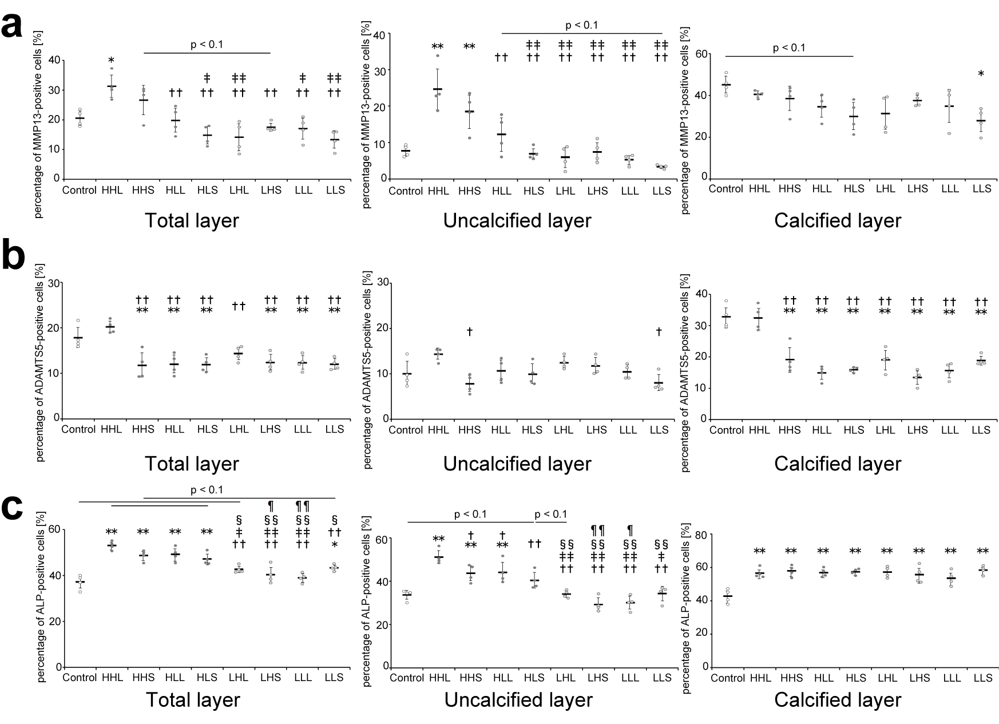 a
p < 0.1
percentage of MMP13-positive cells [%]
40
30
20
10
0
*
‡ ‡‡ ‡ ‡‡
†† †† †† †† †† ††
Control HHL HHS HLL HLS LHL LHS LLL LLS
Total layer
p < 0.1
percentage of MMP13-positive cells [%]
40
30
20
10
0
** **
‡‡ ‡‡ ‡‡ ‡‡ ‡‡
†† †† †† †† †† ††
Control HHL HHS HLL HLS LHL LHS LLL LLS
Uncalcified layer
p < 0.1
percentage of MMP13-positive cells [%]
60
40
20
0
*
Control HHL HHS HLL HLS LHL LHS LLL LLS
Calcified layer
b
percentage of ADAMTS5-positive cells [%]
30
20
10
0
†† †† †† †† †† †† ††
** ** ** ** ** **
Control HHL HHS HLL HLS LHL LHS LLL LLS
Total layer
percentage of ADAMTS5-positive cells [%]
30
20
10
0
† †
Control HHL HHS HLL HLS LHL LHS LLL LLS
Uncalcified layer
percentage of ADAMTS5-positive cells [%]
40
30
20
10
0
†† †† †† †† †† †† ††
** ** ** ** ** ** **
Control HHL HHS HLL HLS LHL LHS LLL LLS
Calcified layer
c
p < 0.1
percentage of ALP-positive cells [%]
60
40
20
0
¶ ¶¶
§ §§ §§ §
** ** ** ** ‡ ‡‡ ‡‡ ††
†† †† †† *
Control HHL HHS HLL HLS LHL LHS LLL LLS
Total layer
p < 0.1 p < 0.1
percentage of ALP-positive cells [%]
60
40
20
0
¶¶ ¶
** † † †† §§ §§ §§ §§
** ** ‡‡ ‡‡ ‡‡ ‡
†† †† †† ††
Control HHL HHS HLL HLS LHL LHS LLL LLS
Uncalcified layer
percentage of ALP-positive cells [%]
80
60
40
20
0
** ** ** ** ** ** ** **
Control HHL HHS HLL HLS LHL LHS LLL LLS
Calcified layer